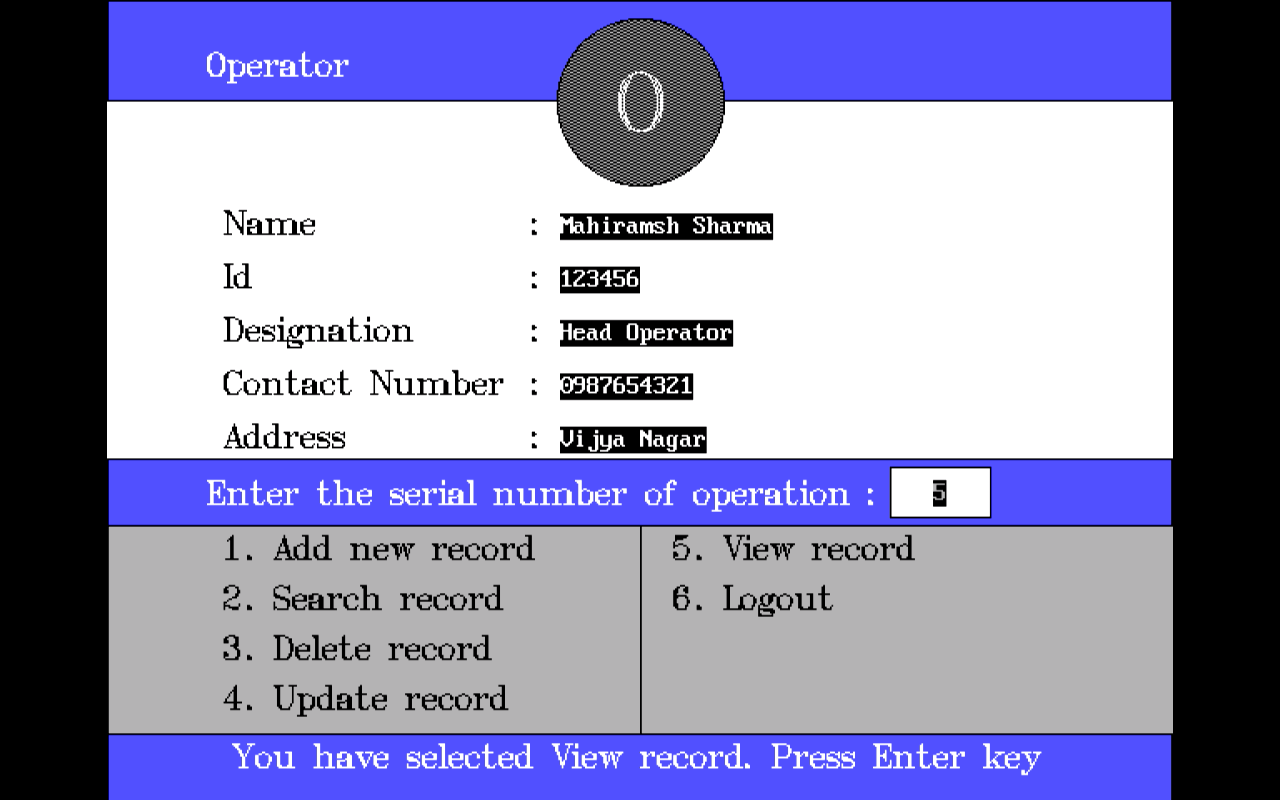 Operator
O
Name : Mahiramsh Sharma
Id : 123456
Designation : Head Operator
Contact Number : 0987654321
Address : Vijya Nagar
Enter the serial number of operation : 5
1. Add new record
2. Search record
3. Delete record
4. Update record
5. View record
6. Logout
You have selected View record. Press Enter key